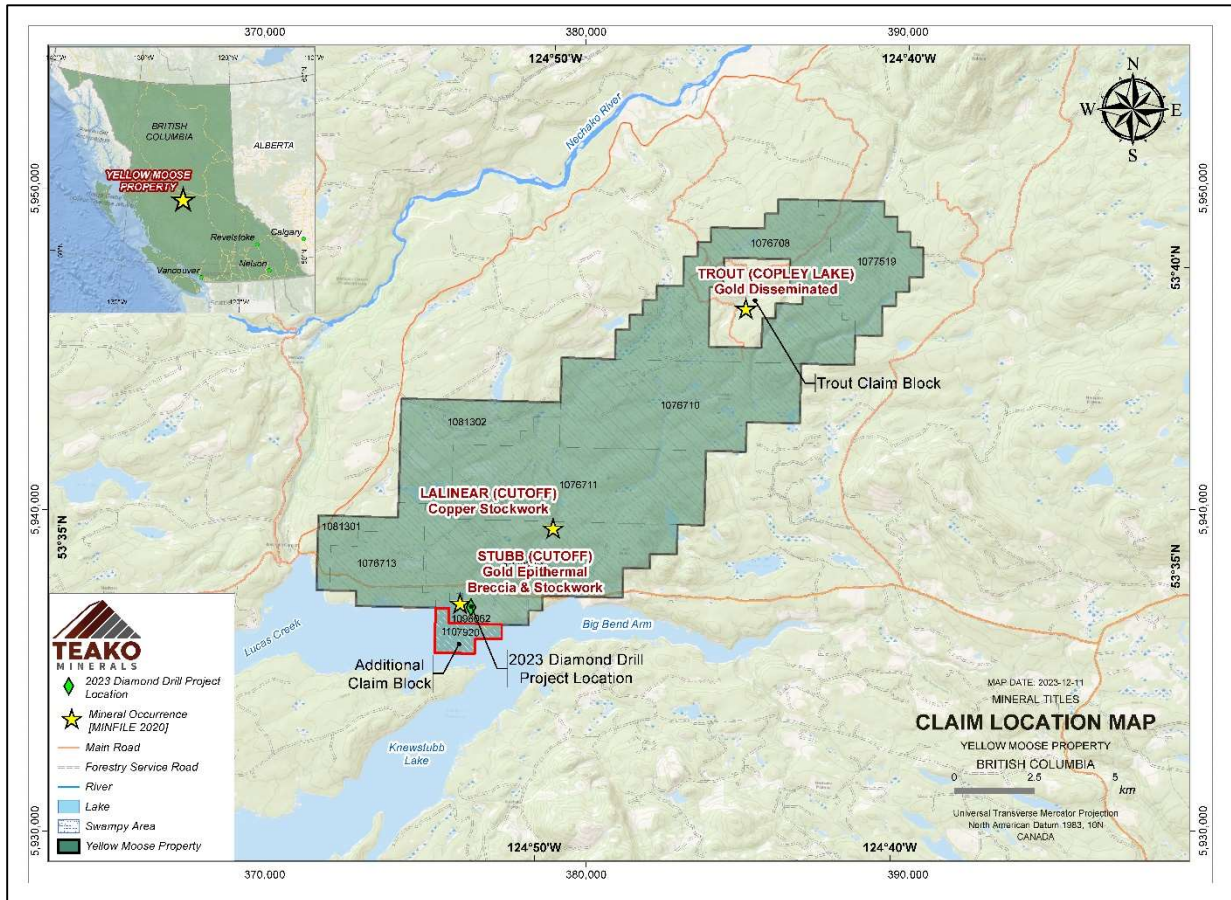 370,000
380,000
390,000
124°50'W
124°40'W
BRITISH
COLUMBIA
ALBERTA
YELLOW MOOSE
PROPERTY
Revelstoke
Calgary
Nelson
Vancouver
Nechako River
N
W
E
S
5,950,000
5,950,000
53°40'N
1076708
1077519
TROUT (COPLEY LAKE)
Gold Disseminated
Trout Claim Block
1076710
1081302
1076711
LALINEAR (CUTOFF)
Copper Stockwork
5,940,000
5,940,000
53°35'N
53°35'N
1081301
1076713
STUBB (CUTOFF)
Gold Epithermal
Breccia & Stockwork
1107920
Lucas Creek
Big Bend Arm
Additional
Claim Block
2023 Diamond Drill
Project Location
Knewstubb
Lake
TEAKO
MINERALS
2023 Diamond Drill Project
Location
Mineral Occurrence
[MINFILE 2020]
Main Road
Forestry Service Road
River
Lake
Swampy Area
Yellow Moose Property
MAP DATE: 2023-12-11
MINERAL TITLES
CLAIM LOCATION MAP
YELLOW MOOSE PROPERTY
BRITISH COLUMBIA
0 2.5 5
km
Universal Transverse Mercator Projection
North American Datum 1983, 10N
CANADA
5,930,000
5,930,000
124°50'W
124°40'W
370,000
380,000
390,000